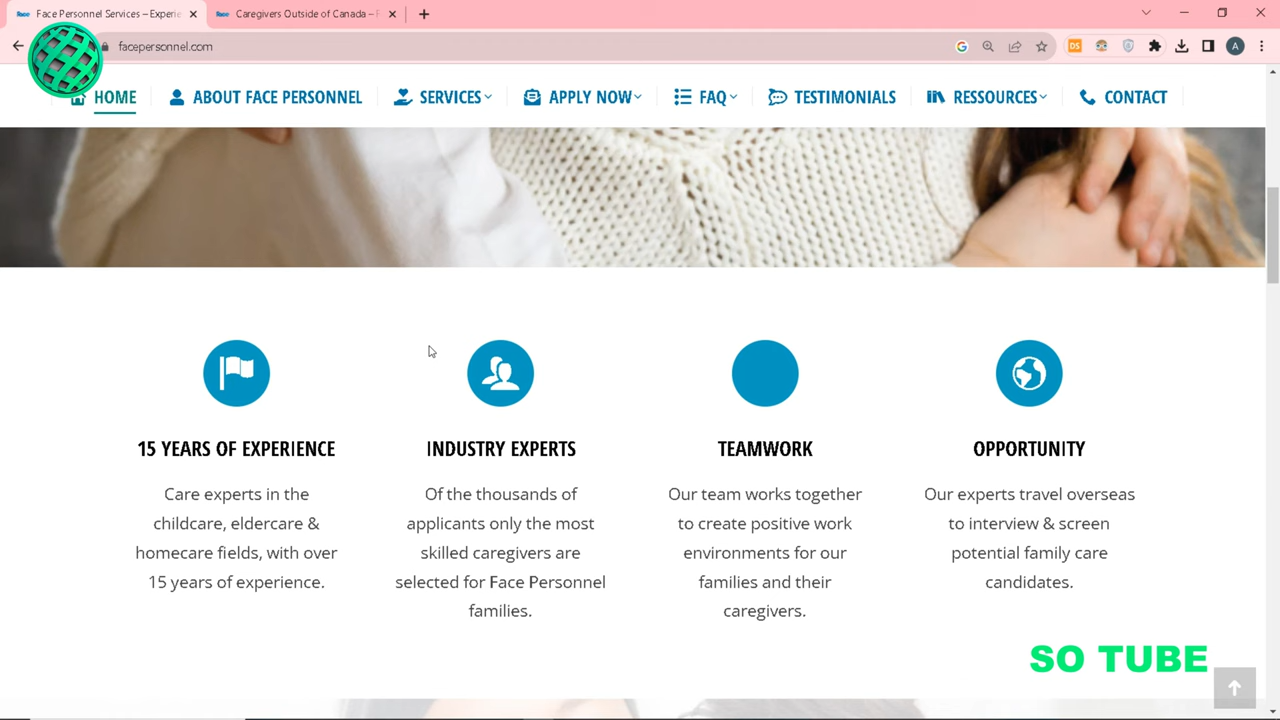 Face Personnel Services – Experie
Caregivers Outside of Canada –
facepersonnel.com
HOME
ABOUT FACE PERSONNEL
SERVICES
APPLY NOW
FAQ
TESTIMONIALS
RESSOURCES
CONTACT
15 YEARS OF EXPERIENCE
Care experts in the
childcare, eldercare &
homecare fields, with over
15 years of experience.
INDUSTRY EXPERTS
Of the thousands of
applicants only the most
skilled caregivers are
selected for Face Personnel
families.
TEAMWORK
Our team works together
to create positive work
environments for our
families and their
caregivers.
OPPORTUNITY
Our experts travel overseas
to interview & screen
potential family care
candidates.
SO TUBE